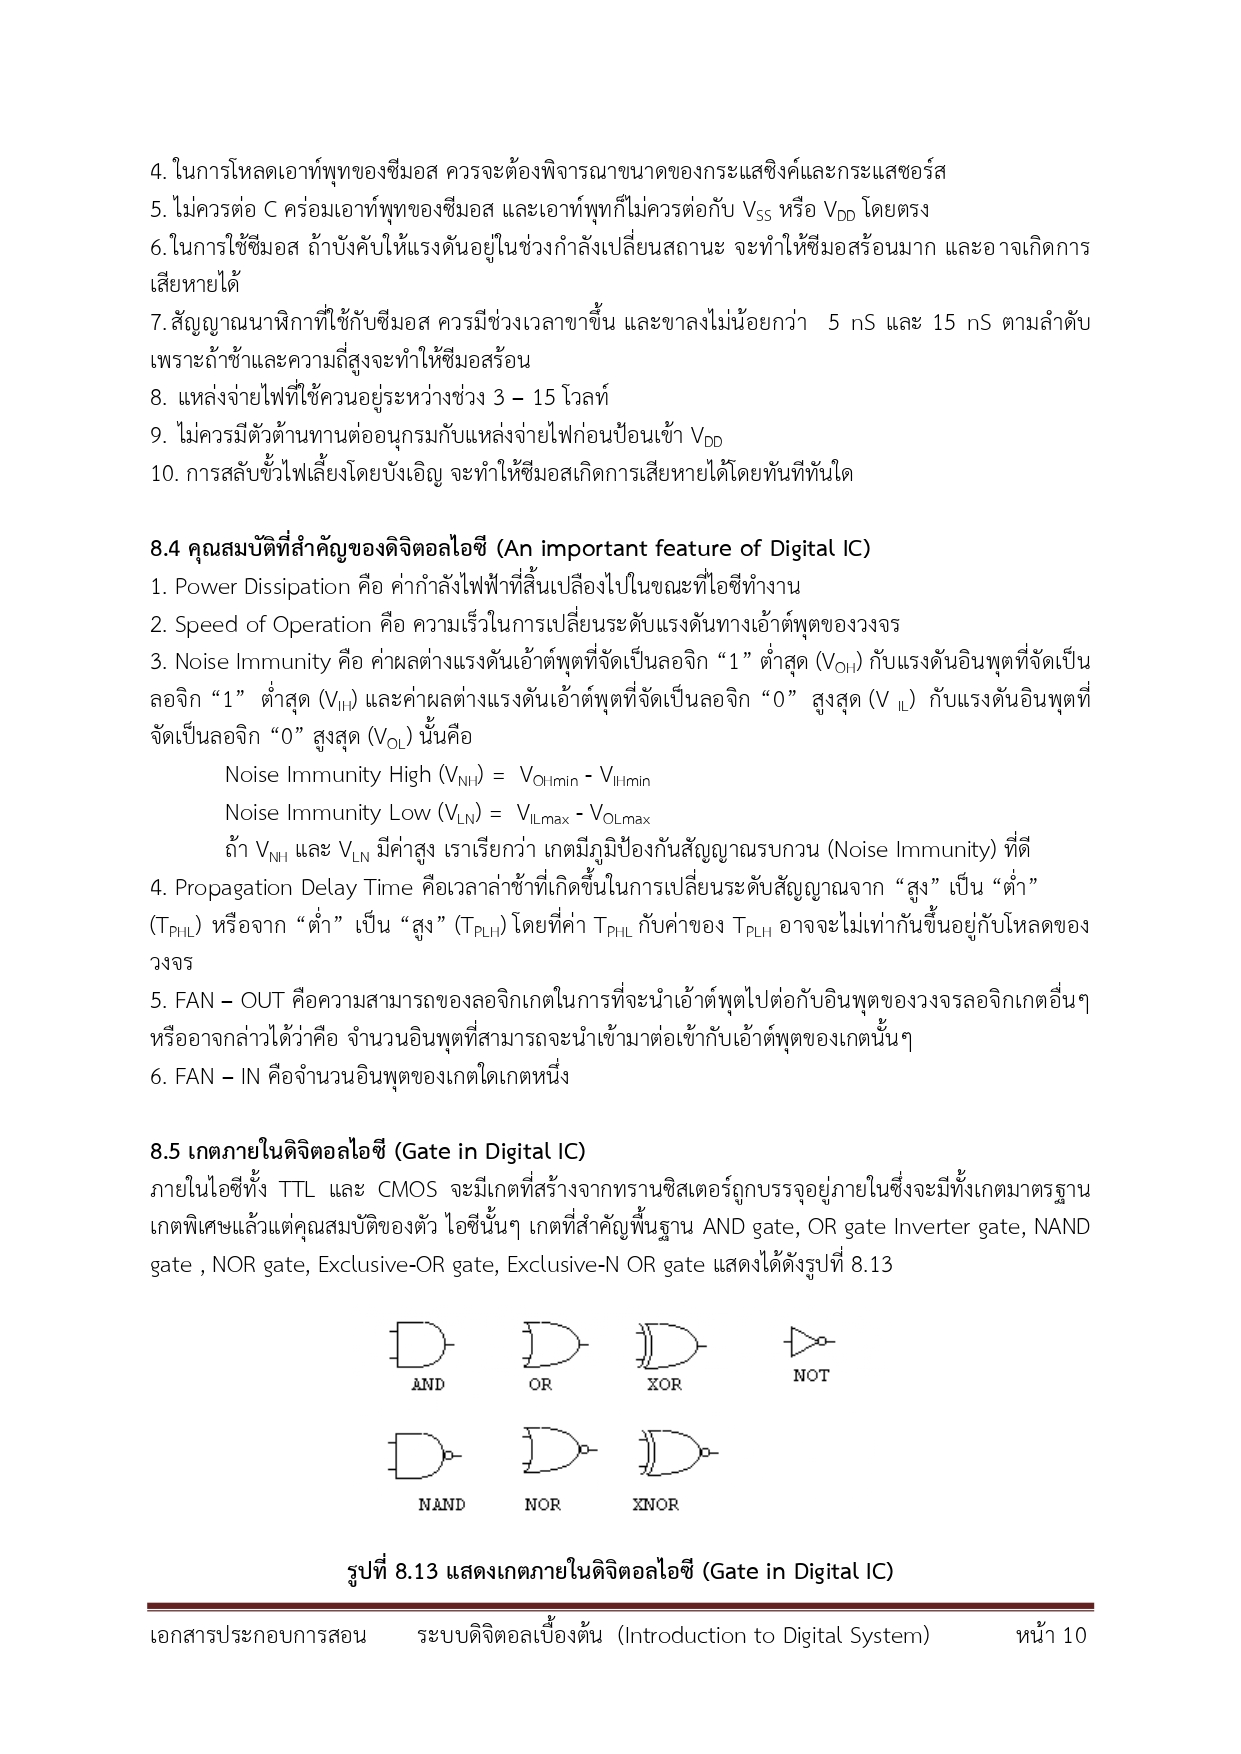 4. ในการโหลดเอาท์พุทของซีมอส ควรจะต้องพิจารณาขนาดของกระแสซิงค์และกระแสซอร์ส
5. ไม่ควรต่อ C คร่อมเอาท์พุทของซีมอส และเอาท์พุทก็ไม่ควรต่อกับ VSS หรือ VDD โดยตรง
6. ในการใช้ซีมอส ถ้าบังคับให้แรงดันอยู่ในช่วงกำลังเปลี่ยนสถานะ จะทำให้ซีมอสร้อนมาก และอาจเกิดการ
เสียหายได้
7. สัญญาณนาฬิกาที่ใช้กับซีมอส ควรมีช่วงเวลาขาขึ้น และขาลงไม่น้อยกว่า 5 nS และ 15 nS ตามลำดับ
เพราะถ้าช้าและความถี่สูงจะทำให้ซีมอสร้อน
8. แหล่งจ่ายไฟที่ใช้ควนอยู่ระหว่างช่วง 3 – 15 โวลท์
9. ไม่ควรมีตัวต้านทานต่ออนุกรมกับแหล่งจ่ายไฟก่อนป้อนเข้า VDD
10. การสลับขั้วไฟเลี้ยงโดยบังเอิญ จะทำให้ซีมอสเกิดการเสียหายได้โดยทันทีทันใด
8.4 คุณสมบัติที่สำคัญของดิจิตอลไอซี (An important feature of Digital IC)
1. Power Dissipation คือ ค่ากำลังไฟฟ้าที่สิ้นเปลืองไปในขณะที่ไอซีทำงาน
2. Speed of Operation คือ ความเร็วในการเปลี่ยนระดับแรงดันทางเอ้าต์พุตของวงจร
3. Noise Immunity คือ ค่าผลต่างแรงดันเอ้าต์พุตที่จัดเป็นลอจิก “1” ต่ำสุด (VOH) กับแรงดันอินพุตที่จัดเป็น
ลอจิก “1” ต่ำสุด (VIH) และค่าผลต่างแรงดันเอ้าต์พุตที่จัดเป็นลอจิก “0” สูงสุด (V IL) กับแรงดันอินพุตที่
จัดเป็นลอจิก “0” สูงสุด (VOL) นั้นคือ
Noise Immunity High (VNH) = VOHmin - VIHmin
Noise Immunity Low (VLN) = VILmax - VOLmax
ถ้า VNH และ VLN มีค่าสูง เราเรียกว่า เกตมีภูมิป้องกันสัญญาณรบกวน (Noise Immunity) ที่ดี
4. Propagation Delay Time คือเวลาล่าช้าที่เกิดขึ้นในการเปลี่ยนระดับสัญญาณจาก “สูง” เป็น “ต่ำ”
(TPHL) หรือจาก “ต่ำ” เป็น “สูง” (TPLH) โดยที่ค่า TPHL กับค่าของ TPLH อาจจะไม่เท่ากันขึ้นอยู่กับโหลดของ
วงจร
5. FAN – OUT คือความสามารถของลอจิกเกตในการที่จะนำเอ้าต์พุตไปต่อกับอินพุตของวงจรลอจิกเกตอื่นๆ
หรืออาจกล่าวได้ว่าคือ จำนวนอินพุตที่สามารถจะนำเข้ามาต่อเข้ากับเอ้าต์พุตของเกตนั้นๆ
6. FAN – IN คือจำนวนอินพุตของเกตใดเกตหนึ่ง
8.5 เกตภายในดิจิตอลไอซี (Gate in Digital IC)
ภายในไอซีทั้ง TTL และ CMOS จะมีเกตที่สร้างจากทรานซิสเตอร์ถูกบรรจุอยู่ภายในซึ่งจะมีทั้งเกตมาตรฐาน
เกตพิเศษแล้วแต่คุณสมบัติของตัว ไอซีนั้นๆ เกตที่สำคัญพื้นฐาน AND gate, OR gate Inverter gate, NAND
gate , NOR gate, Exclusive-OR gate, Exclusive-N OR gate แสดงได้ดังรูปที่ 8.13
AND OR XOR NOT
NAND NOR XNOR
รูปที่ 8.13 แสดงเกตภายในดิจิตอลไอซี (Gate in Digital IC)
เอกสารประกอบการสอน ระบบดิจิตอลเบื้องต้น (Introduction to Digital System) หน้า 10